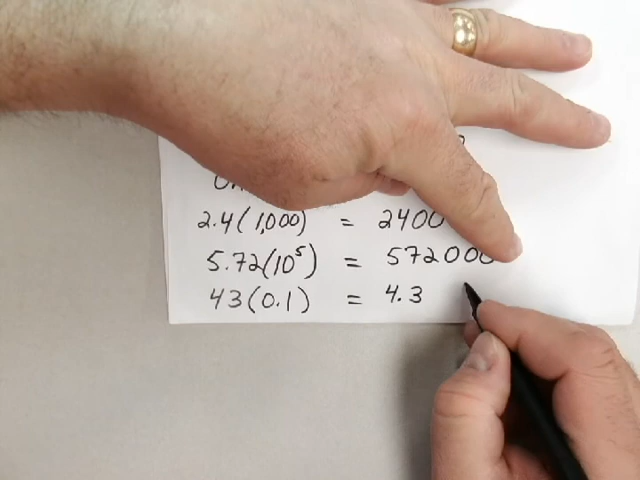 2.4(1,000) = 2400
5.72(10⁵) = 572000
43(0.1) = 4.3